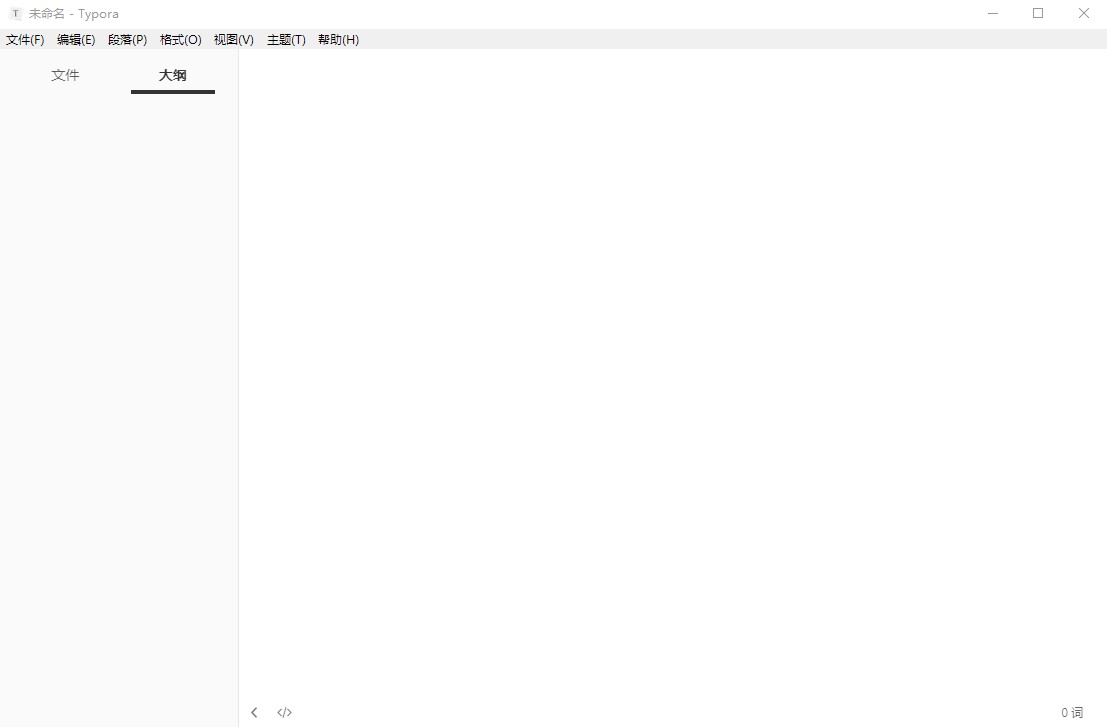 T 未命名 - Typora
文件(F) 编辑(E) 段落(P) 格式(O) 视图(V) 主题(T) 帮助(H)
文件 大纲
</> 0 词